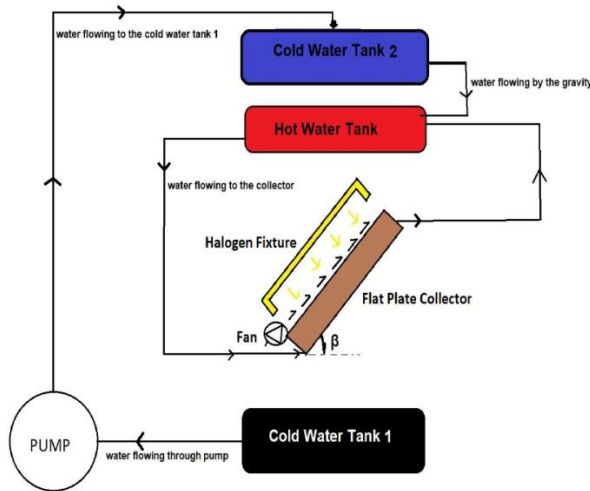 water flowing to the cold water tank 1
Cold Water Tank 2
water flowing by the gravity
Hot Water Tank
water flowing to the collector
Halogen Fixture
Flat Plate Collector
Fan
β
Cold Water Tank 1
PUMP
water flowing through pump